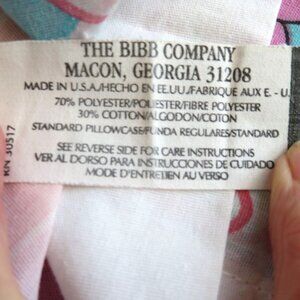 THE BIBB COMPANY
MACON, GEORGIA 31208
MADE IN U.S.A./HECHO EN EE.UU./FABRIQUE AUX E. - U.
70% POLYESTER/POLIESTER/FIBRE POLYESTER
30% COTTON/ALGODON/COTON
STANDARD PILLOWCASE/FUNDA REGULARES/STANDARD
SEE REVERSE SIDE FOR CARE INSTRUCTIONS
VER AL DORSO PARA INSTRUCCIONES DE CUIDADO
MODE D'ENTRETIEN AU VERSO
RN 30517